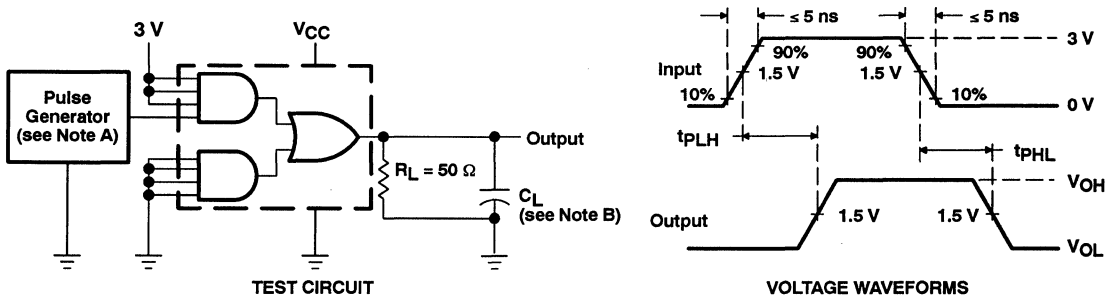 3 V
VCC
Pulse
Generator
(see Note A)
Output
RL = 50 Ω
CL
(see Note B)
TEST CIRCUIT
≤ 5 ns
≤ 5 ns
3 V
90%
90%
Input
1.5 V
1.5 V
10%
10%
0 V
tPLH
tPHL
VOH
Output
1.5 V
1.5 V
VOL
VOLTAGE WAVEFORMS